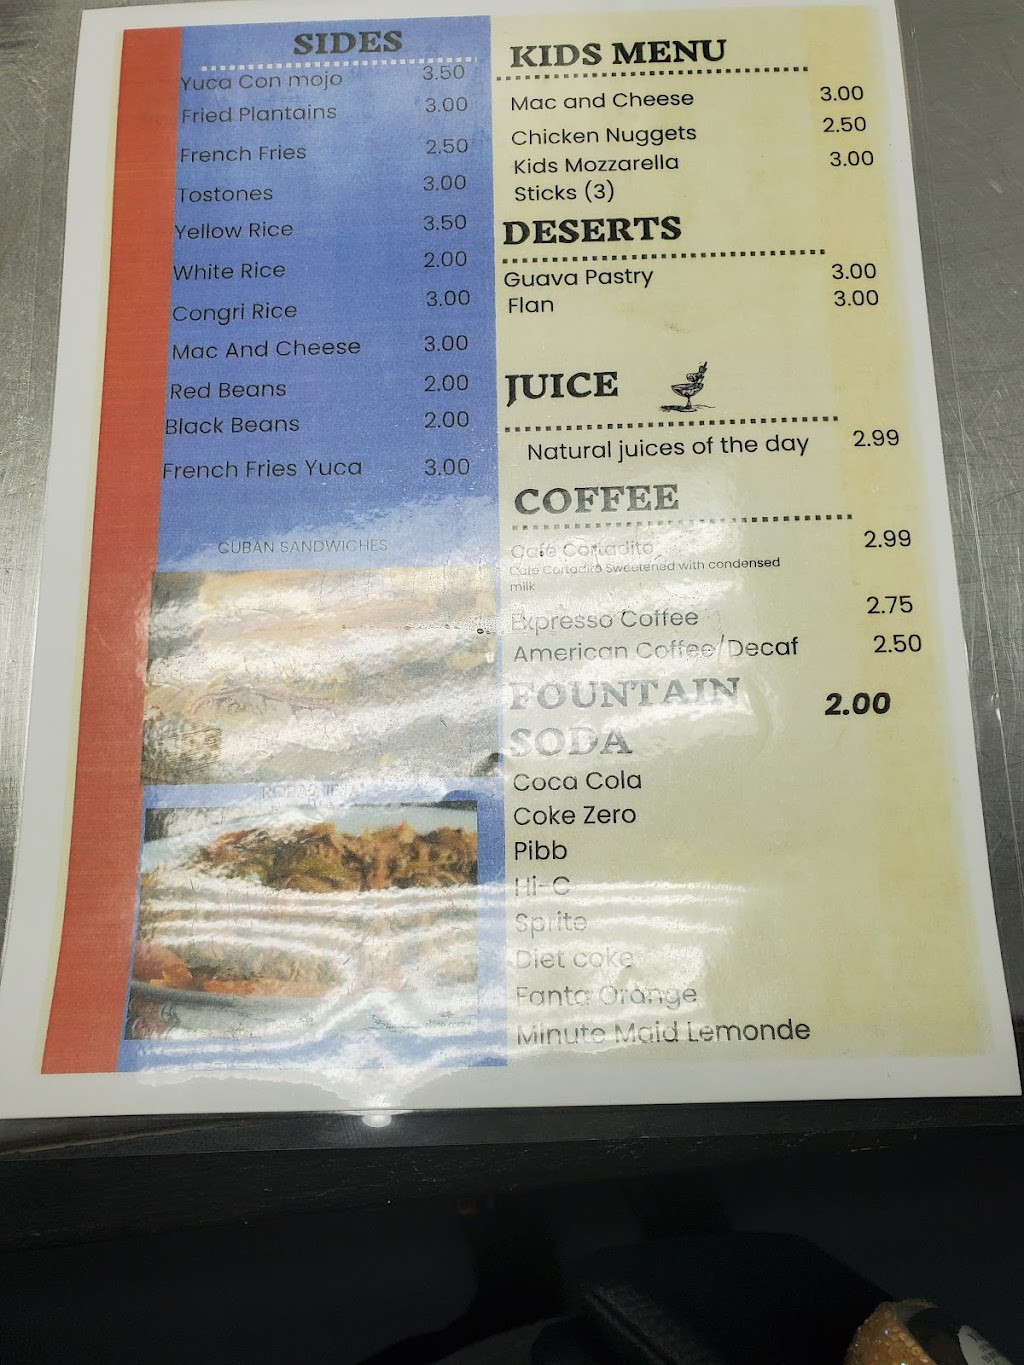 SIDES
Yuca Con mojo 3.50
Fried Plantains 3.00
French Fries 2.50
Tostones 3.00
Yellow Rice 3.50
White Rice 2.00
Congri Rice 3.00
Mac And Cheese 3.00
Red Beans 2.00
Black Beans 2.00
French Fries Yuca 3.00
CUBAN SANDWICHES
KIDS MENU
Mac and Cheese 3.00
Chicken Nuggets 2.50
Kids Mozzarella 3.00
Sticks (3)
DESERTS
Guava Pastry 3.00
Flan 3.00
JUICE
Natural juices of the day 2.99
COFFEE
Cafe Cortadito 2.99
Cafe Cortadito Sweetened with condensed
milk
Expresso Coffee 2.75
American Coffee/Decaf 2.50
FOUNTAIN 2.00
SODA
Coca Cola
Coke Zero
Pibb
Hi-C
Sprite
Diet coke
Fanta Orange
Minute Maid Lemonde